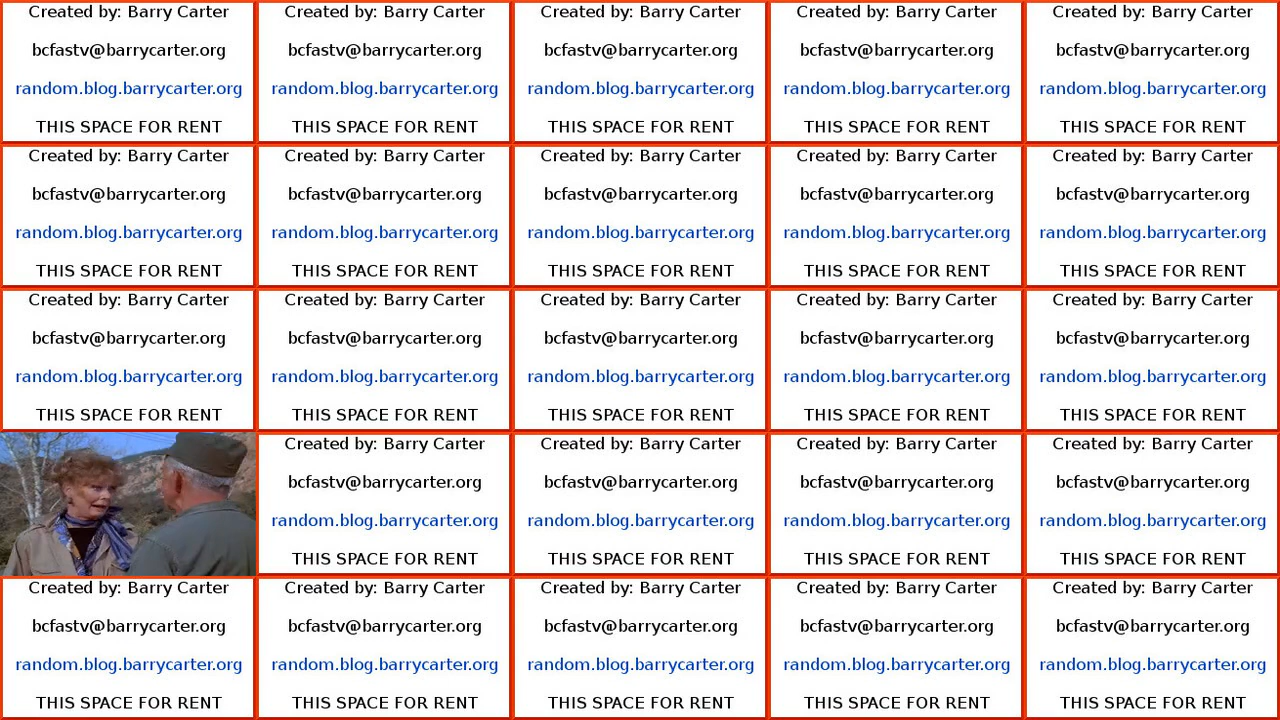 Created by: Barry Carter
bcfastv@barrycarter.org
random.blog.barrycarter.org
THIS SPACE FOR RENT
Created by: Barry Carter
bcfastv@barrycarter.org
random.blog.barrycarter.org
THIS SPACE FOR RENT
Created by: Barry Carter
bcfastv@barrycarter.org
random.blog.barrycarter.org
THIS SPACE FOR RENT
Created by: Barry Carter
bcfastv@barrycarter.org
random.blog.barrycarter.org
THIS SPACE FOR RENT
Created by: Barry Carter
bcfastv@barrycarter.org
random.blog.barrycarter.org
THIS SPACE FOR RENT
Created by: Barry Carter
bcfastv@barrycarter.org
random.blog.barrycarter.org
THIS SPACE FOR RENT
Created by: Barry Carter
bcfastv@barrycarter.org
random.blog.barrycarter.org
THIS SPACE FOR RENT
Created by: Barry Carter
bcfastv@barrycarter.org
random.blog.barrycarter.org
THIS SPACE FOR RENT
Created by: Barry Carter
bcfastv@barrycarter.org
random.blog.barrycarter.org
THIS SPACE FOR RENT
Created by: Barry Carter
bcfastv@barrycarter.org
random.blog.barrycarter.org
THIS SPACE FOR RENT
Created by: Barry Carter
bcfastv@barrycarter.org
random.blog.barrycarter.org
THIS SPACE FOR RENT
Created by: Barry Carter
bcfastv@barrycarter.org
random.blog.barrycarter.org
THIS SPACE FOR RENT
Created by: Barry Carter
bcfastv@barrycarter.org
random.blog.barrycarter.org
THIS SPACE FOR RENT
Created by: Barry Carter
bcfastv@barrycarter.org
random.blog.barrycarter.org
THIS SPACE FOR RENT
Created by: Barry Carter
bcfastv@barrycarter.org
random.blog.barrycarter.org
THIS SPACE FOR RENT
Created by: Barry Carter
bcfastv@barrycarter.org
random.blog.barrycarter.org
THIS SPACE FOR RENT
Created by: Barry Carter
bcfastv@barrycarter.org
random.blog.barrycarter.org
THIS SPACE FOR RENT
Created by: Barry Carter
bcfastv@barrycarter.org
random.blog.barrycarter.org
THIS SPACE FOR RENT
Created by: Barry Carter
bcfastv@barrycarter.org
random.blog.barrycarter.org
THIS SPACE FOR RENT
Created by: Barry Carter
bcfastv@barrycarter.org
random.blog.barrycarter.org
THIS SPACE FOR RENT
Created by: Barry Carter
bcfastv@barrycarter.org
random.blog.barrycarter.org
THIS SPACE FOR RENT
Created by: Barry Carter
bcfastv@barrycarter.org
random.blog.barrycarter.org
THIS SPACE FOR RENT
Created by: Barry Carter
bcfastv@barrycarter.org
random.blog.barrycarter.org
THIS SPACE FOR RENT
Created by: Barry Carter
bcfastv@barrycarter.org
random.blog.barrycarter.org
THIS SPACE FOR RENT